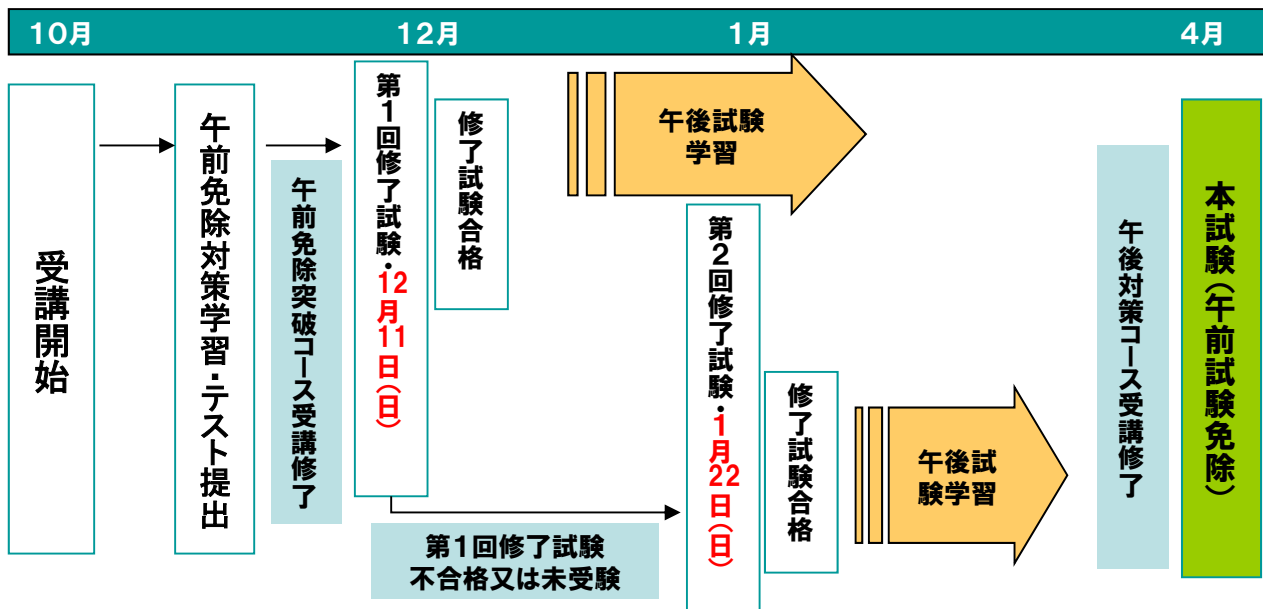 10月
12月
1月
4月
受講開始
午前免除対策学習・テスト提出
午前免除突破コース受講修了
第1回修了試験・12月11日(日)
修了試験合格
午後試験
学習
第1回修了試験
不合格又は未受験
第2回修了試験・1月22日(日)
修了試験合格
午後試
験学習
午後対策コース受講修了
本試験(午前試験免除)